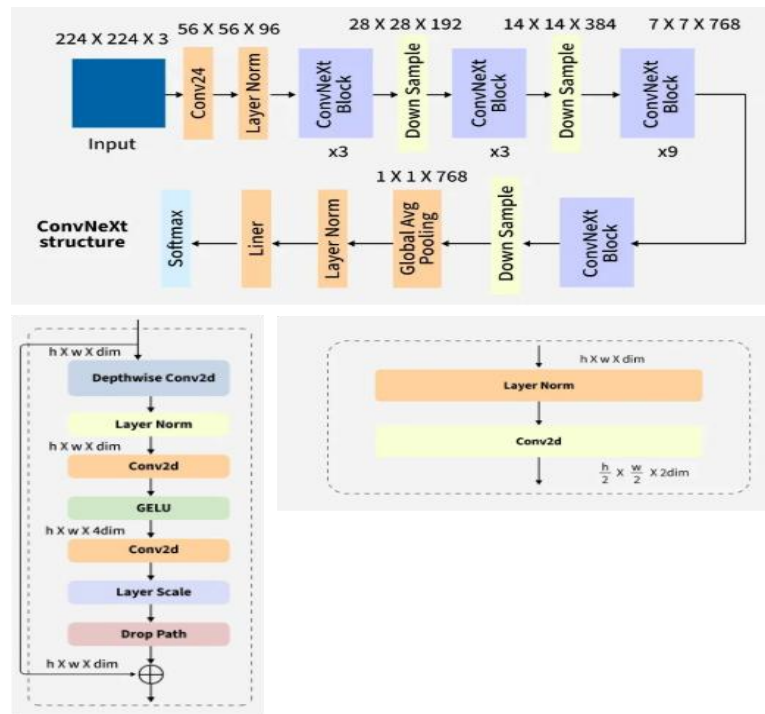 224 X 224 X 3
56 X 56 X 96
28 X 28 X 192
14 X 14 X 384
7 X 7 X 768
Input
Conv24
Layer Norm
ConvNeXt
Block
x3
Down Sample
ConvNeXt
Block
x3
Down Sample
ConvNeXt
Block
x9
ConvNeXt
structure
Softmax
Liner
Layer Norm
1 X 1 X 768
Global Avg
Pooling
Down Sample
ConvNeXt
Block
h X w X dim
Depthwise Conv2d
Layer Norm
h X w X dim
Conv2d
GELU
h X w X 4dim
Conv2d
Layer Scale
Drop Path
h X w X dim
h X w X dim
Layer Norm
Conv2d
h/2 X w/2 X 2dim